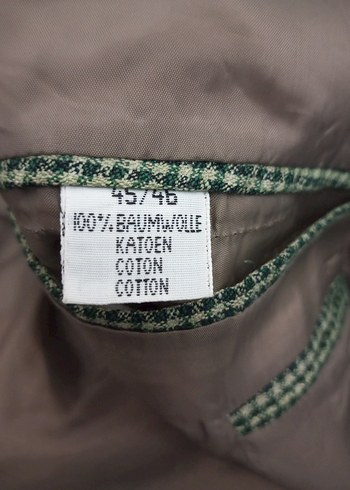 45/46
100% BAUMWOLLE
KATOEN
COTON
COTTON